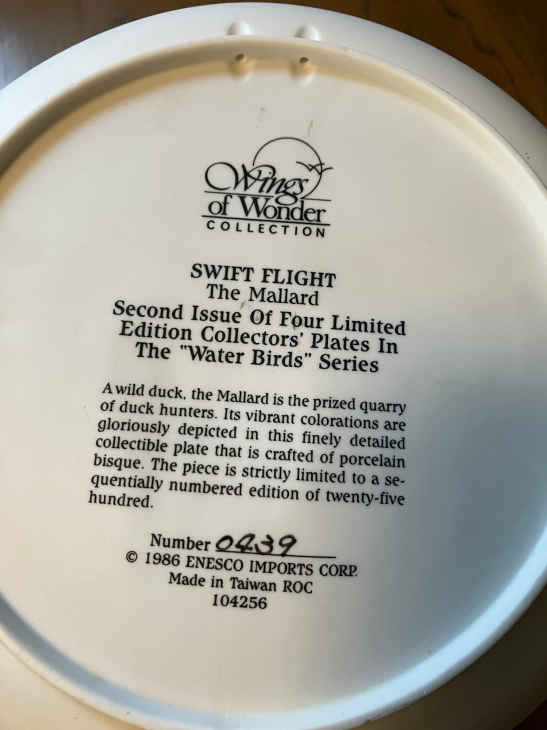 Wings
of Wonder
COLLECTION
SWIFT FLIGHT
The Mallard
Second Issue Of Four Limited
Edition Collectors' Plates In
The "Water Birds" Series
A wild duck, the Mallard is the prized quarry
of duck hunters. Its vibrant colorations are
gloriously depicted in this finely detailed
collectible plate that is crafted of porcelain
bisque. The piece is strictly limited to a se-
quentially numbered edition of twenty-five
hundred.
Number 0439
© 1986 ENESCO IMPORTS CORP.
Made in Taiwan ROC
104256